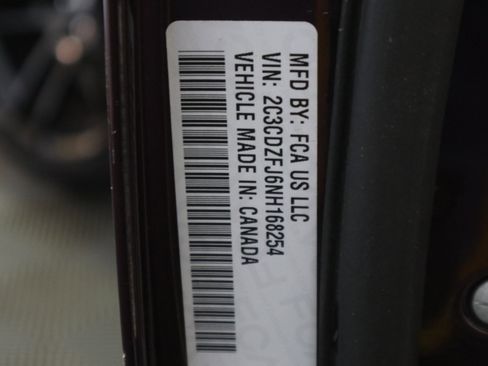 MFD BY: FCA US LLC
VIN: 2C3CDZFJ6NH168254
VEHICLE MADE IN: CANADA